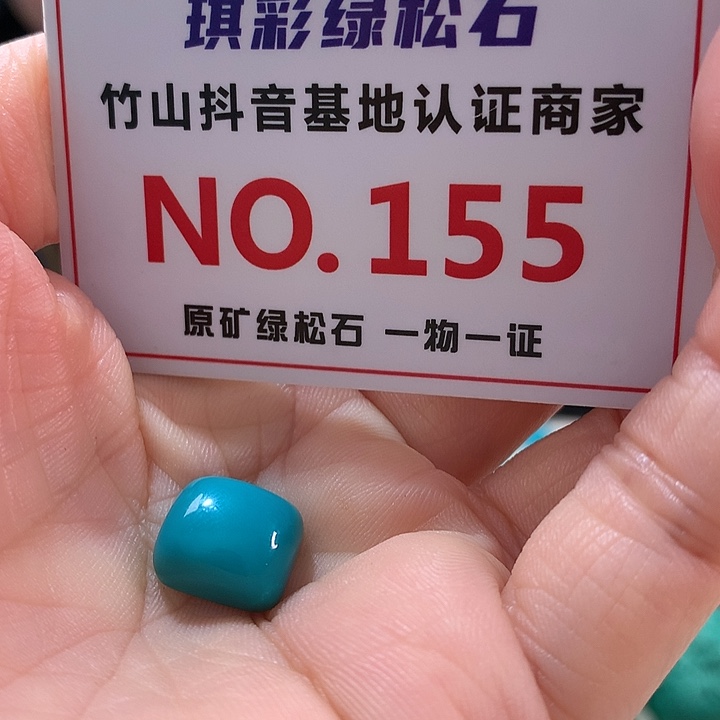 琪彩绿松石
竹山抖音基地认证商家
NO.155
原矿绿松石 一物一证